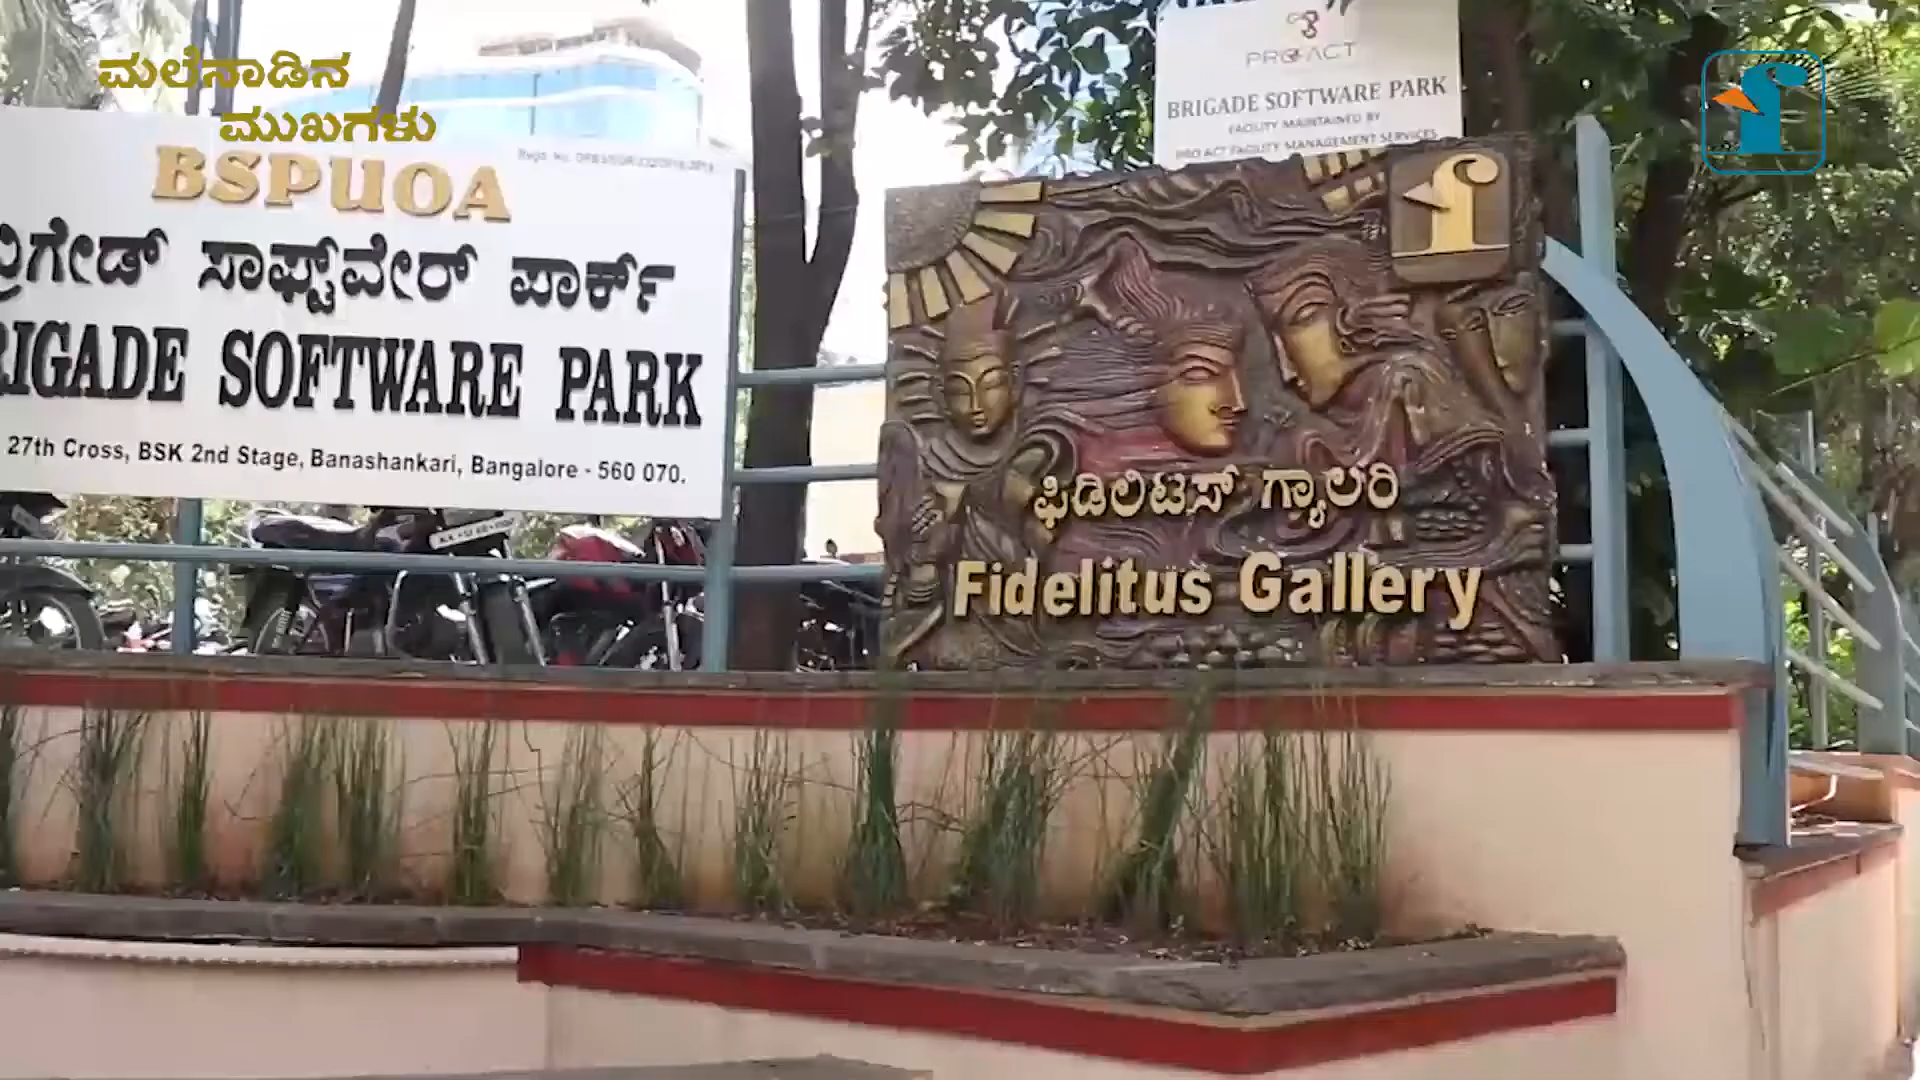 ಮಲೆನಾಡಿನ
ಮುಖಗಳು
BSPUOA
ಬ್ರಿಗೇಡ್ ಸಾಫ್ಟ್‌ವೇರ್ ಪಾರ್ಕ್
BRIGADE SOFTWARE PARK
27th Cross, BSK 2nd Stage, Banashankari, Bangalore - 560 070.
PROACT
BRIGADE SOFTWARE PARK
FACILITY MAINTAINED BY
PRO ACT FACILITY MANAGEMENT SERVICES
ಫಿಡಿಲಿಟಸ್ ಗ್ಯಾಲರಿ
Fidelitus Gallery